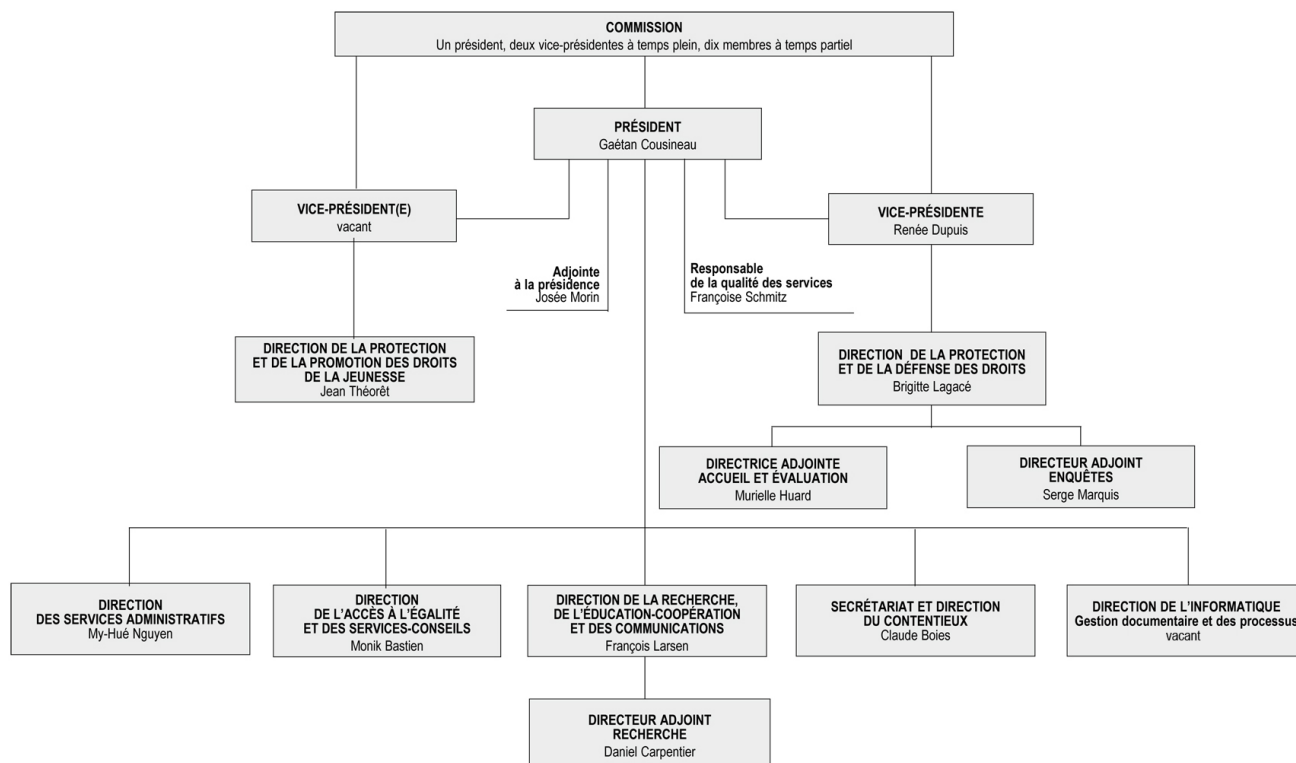 COMMISSION
Un président, deux vice-présidentes à temps plein, dix membres à temps partiel
PRÉSIDENT
Gaétan Cousineau
VICE-PRÉSIDENT(E)
vacant
VICE-PRÉSIDENTE
Renée Dupuis
Adjointe
à la présidence
Josée Morin
Responsable
de la qualité des services
Françoise Schmitz
DIRECTION DE LA PROTECTION
ET DE LA PROMOTION DES DROITS
DE LA JEUNESSE
Jean Théorêt
DIRECTION DE LA PROTECTION
ET DE LA DÉFENSE DES DROITS
Brigitte Lagacé
DIRECTRICE ADJOINTE
ACCUEIL ET ÉVALUATION
Murielle Huard
DIRECTEUR ADJOINT
ENQUÊTES
Serge Marquis
DIRECTION
DES SERVICES ADMINISTRATIFS
My-Hué Nguyen
DIRECTION
DE L'ACCÈS À L'ÉGALITÉ
ET DES SERVICES-CONSEILS
Monik Bastien
DIRECTION DE LA RECHERCHE,
DE L'ÉDUCATION-COOPÉRATION
ET DES COMMUNICATIONS
François Larsen
SECRÉTARIAT ET DIRECTION
DU CONTENTIEUX
Claude Boies
DIRECTION DE L'INFORMATIQUE
Gestion documentaire et des processus
vacant
DIRECTEUR ADJOINT
RECHERCHE
Daniel Carpentier